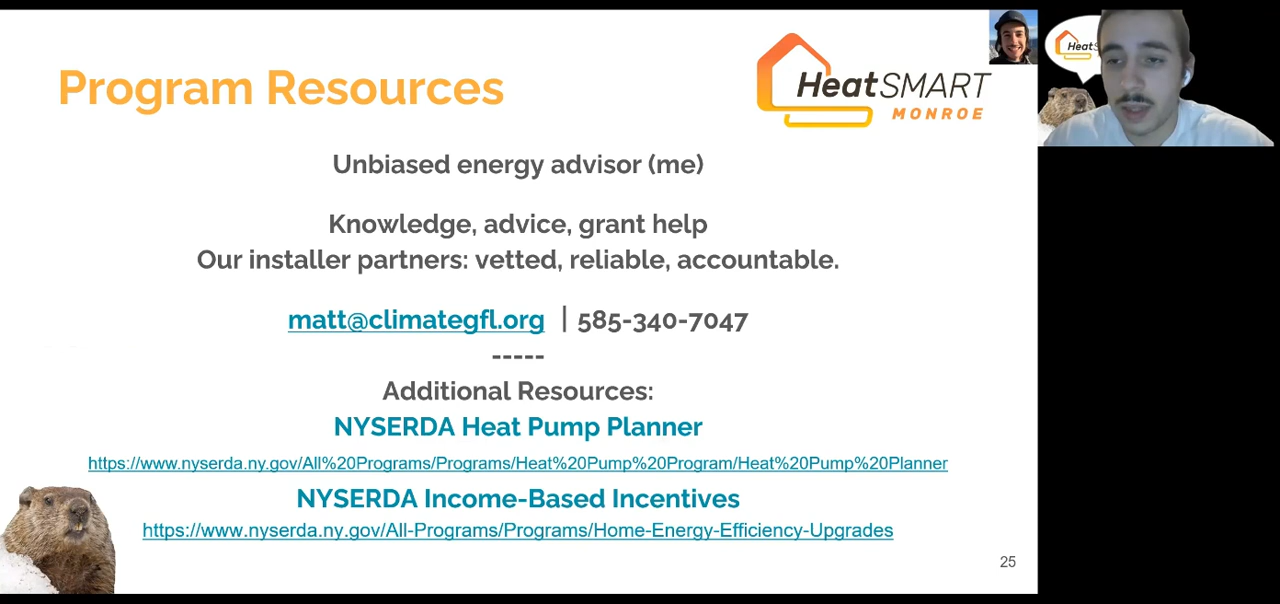 Program Resources
HeatSMART
MONROE
HeatS
Unbiased energy advisor (me)
Knowledge, advice, grant help
Our installer partners: vetted, reliable, accountable.
matt@climategfl.org | 585-340-7047
-----
Additional Resources:
NYSERDA Heat Pump Planner
https://www.nyserda.ny.gov/All%20Programs/Programs/Heat%20Pump%20Program/Heat%20Pump%20Planner
NYSERDA Income-Based Incentives
https://www.nyserda.ny.gov/All-Programs/Programs/Home-Energy-Efficiency-Upgrades
25